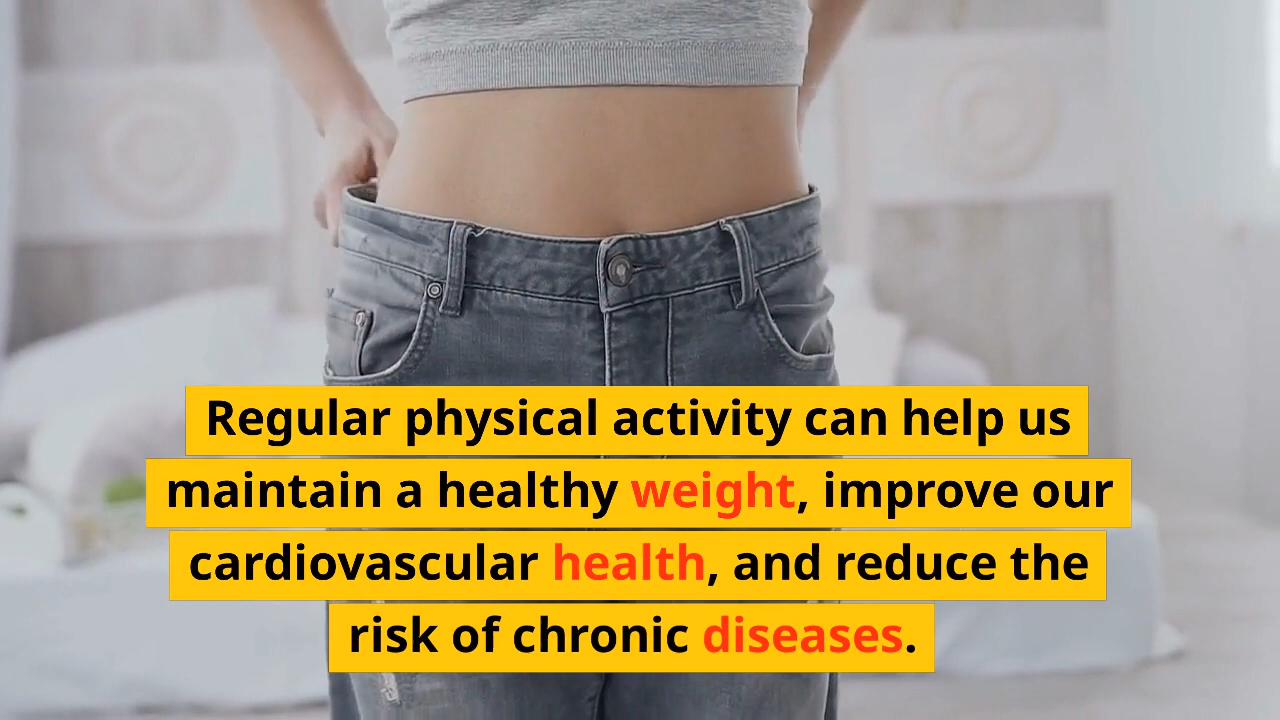 Regular physical activity can help us
maintain a healthy weight, improve our
cardiovascular health, and reduce the
risk of chronic diseases.